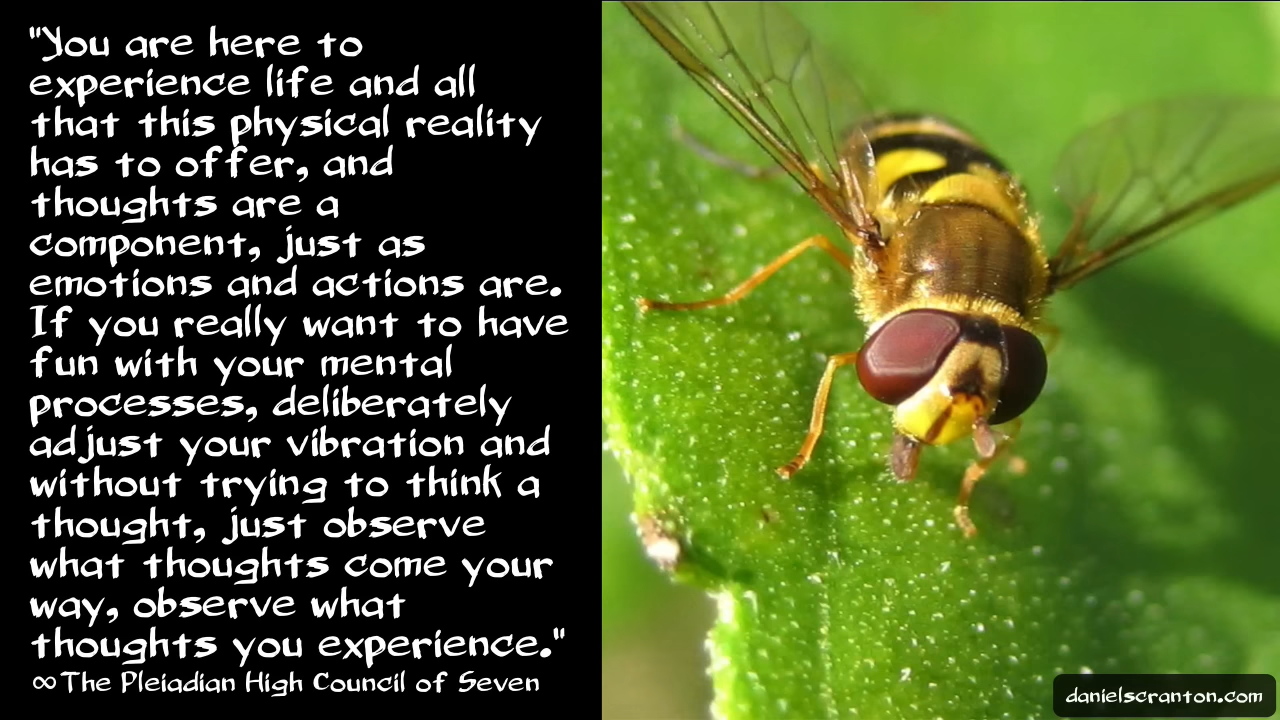 "You are here to
experience life and all
that this physical reality
has to offer, and
thoughts are a
component, just as
emotions and actions are.
If you really want to have
fun with your mental
processes, deliberately
adjust your vibration and
without trying to think a
thought, just observe
what thoughts come your
way, observe what
thoughts you experience."
∞The Pleiadian High Council of Seven
danielscranton.com